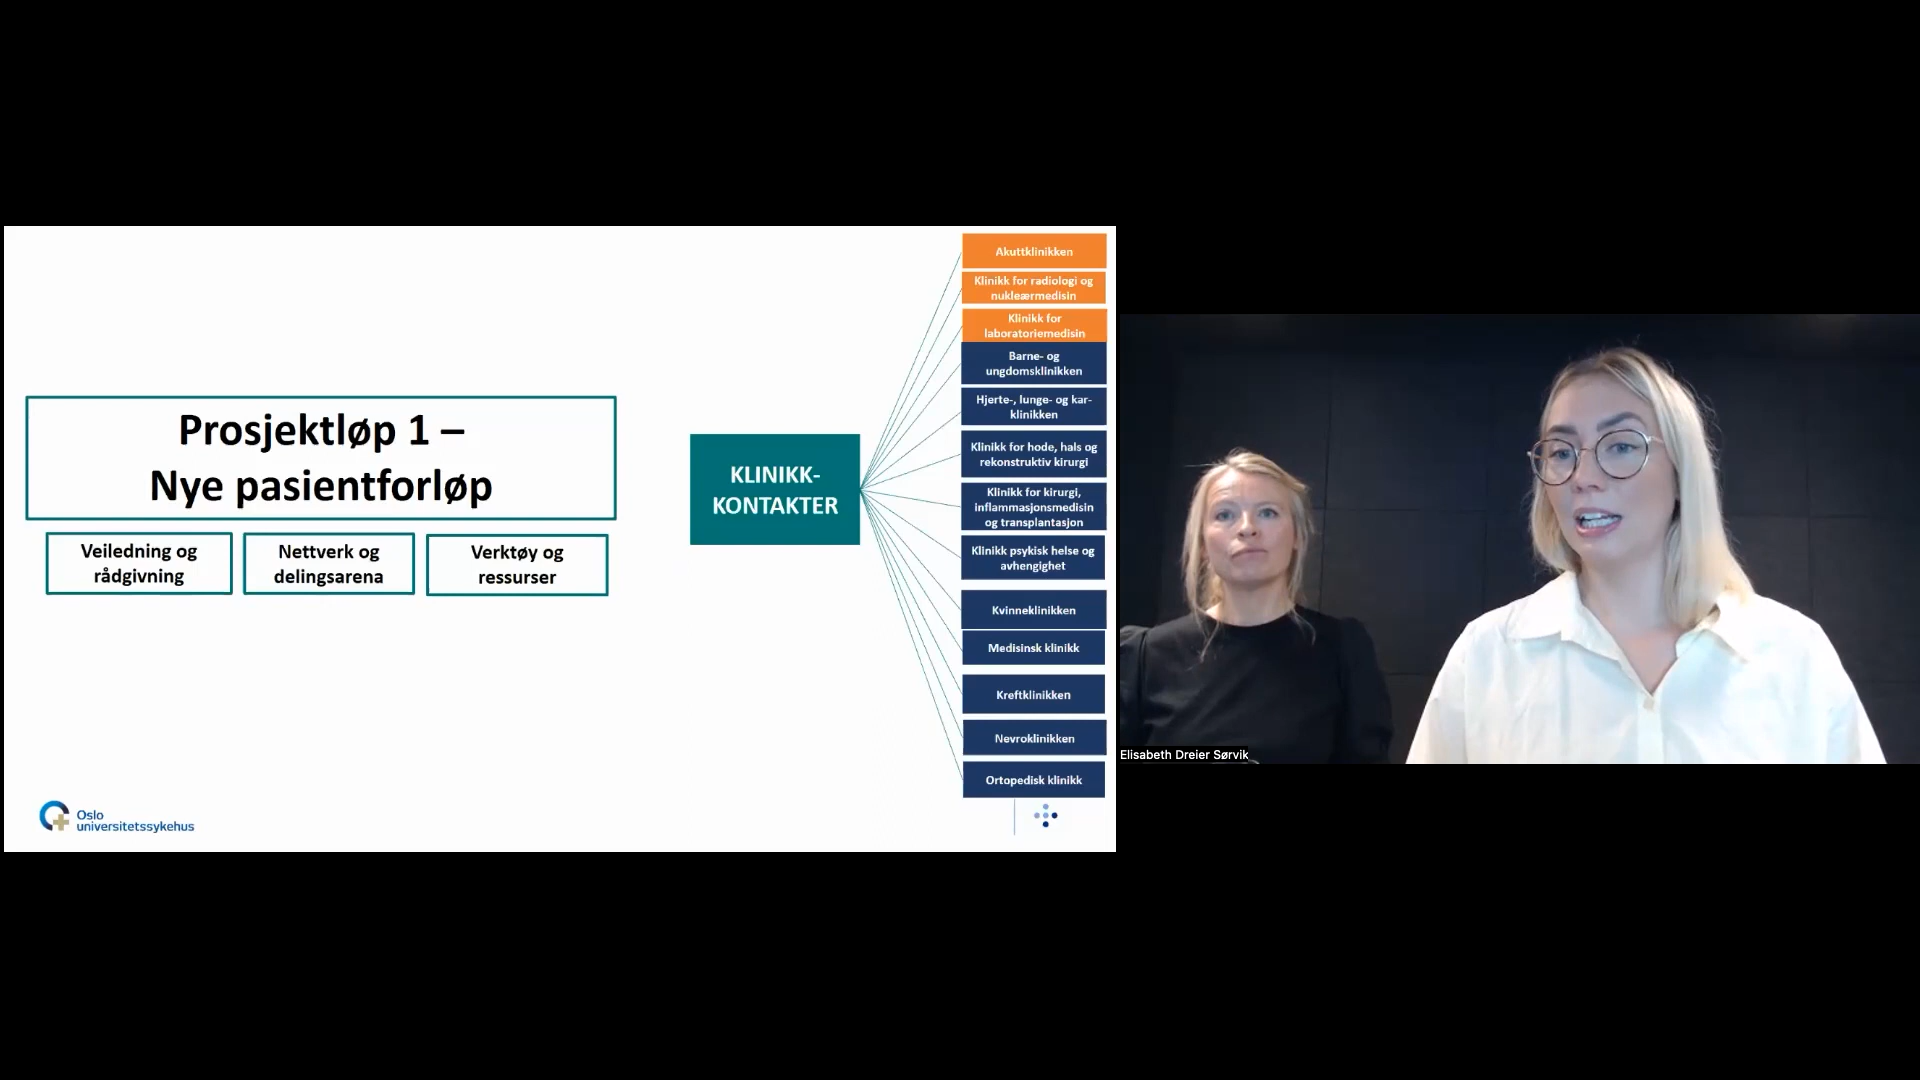 Prosjektløp 1 –
Nye pasientforløp
Veiledning og
rådgivning
Nettverk og
delingsarena
Verktøy og
ressurser
KLINIKK-
KONTAKTER
Akuttklinikken
Klinikk for radiologi og
nukleærmedisin
Klinikk for
laboratoriemedisin
Barne- og
ungdomsklinikken
Hjerte-, lunge- og kar-
klinikken
Klinikk for hode, hals og
rekonstruktiv kirurgi
Klinikk for kirurgi,
inflammasjonsmedisin
og transplantasjon
Klinikk psykisk helse og
avhengighet
Kvinneklinikken
Medisinsk klinikk
Kreftklinikken
Nevroklinikken
Ortopedisk klinikk
Oslo
universitetssykehus
Elisabeth Dreier Sørvik